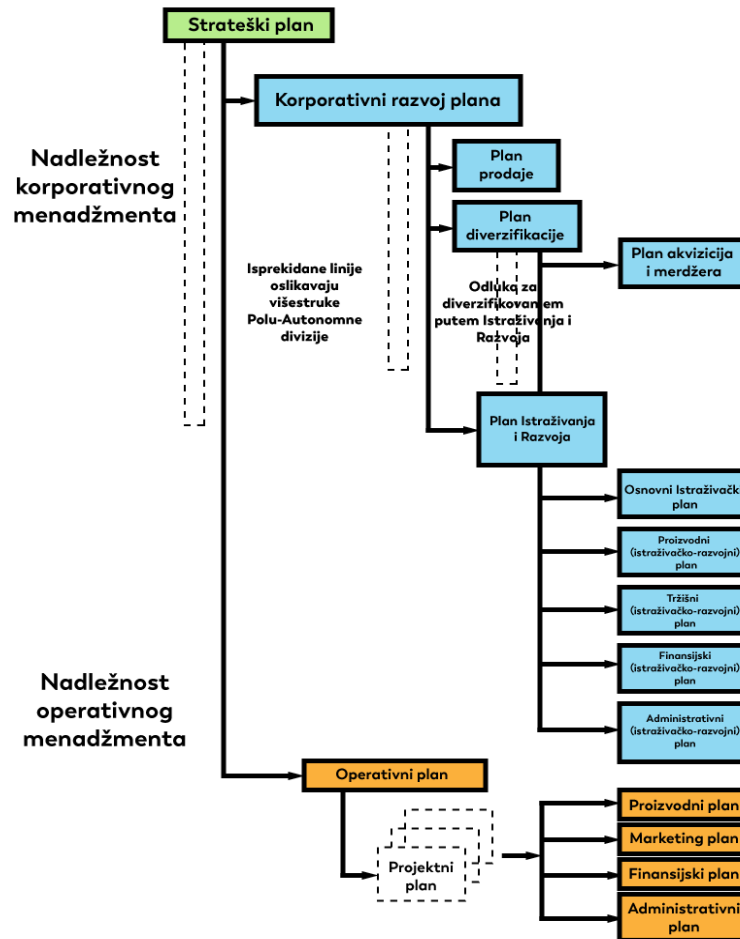 Strateški plan
Korporativni razvoj plana
Nadležnost
korporativnog
menadžmenta
Plan
prodaje
Plan
diverzifikacije
Plan akvizicija
i merdžera
Isprekidane linije
oslikavaju
višestruke
Polu-Autonomne
divizije
Odluka za
diverzifikovanjem
putem Istraživanja i
Razvoja
Plan Istraživanja
i Razvoja
Osnovni Istraživačk
plan
Proizvodni
(istraživačko-razvojni)
plan
Tržišni
(istraživačko-razvojni)
plan
Finansijski
(istraživačko-razvojni)
plan
Administrativni
(istraživačko-razvojni)
plan
Nadležnost
operativnog
menadžmenta
Operativni plan
Projektni
plan
Proizvodni plan
Marketing plan
Finansijski plan
Administrativni
plan